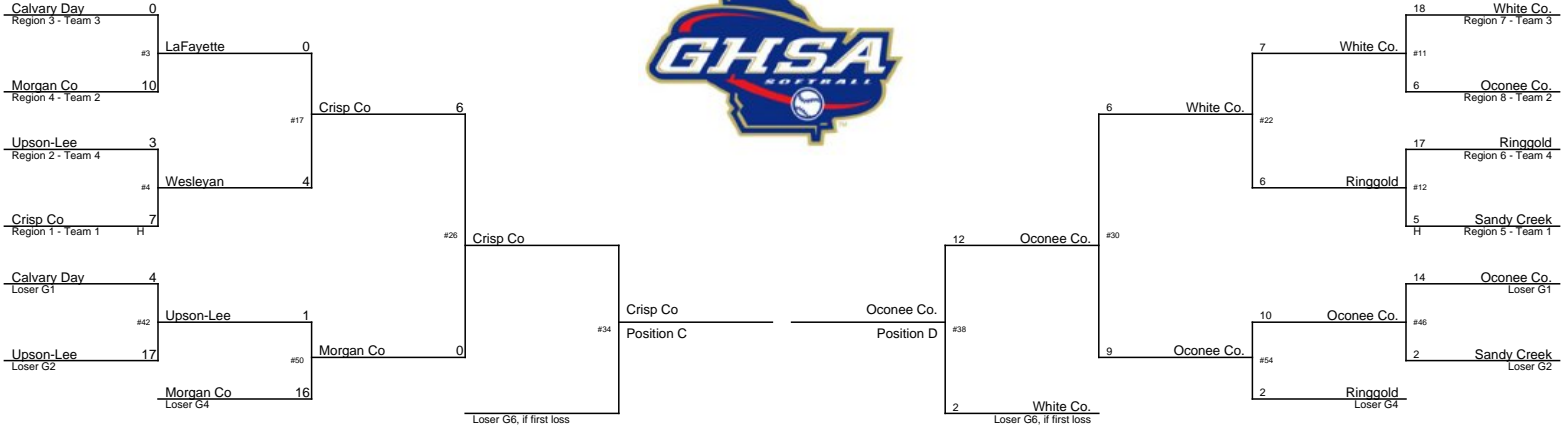 Calvary Day 0
Region 3 - Team 3
#3
LaFayette 0
Morgan Co 10
Region 4 - Team 2
#17
Crisp Co 6
Upson-Lee 3
Region 2 - Team 4
#4
Wesleyan 4
Crisp Co 7
Region 1 - Team 1 H
#26
Crisp Co
Calvary Day 4
Loser G1
#42
Upson-Lee 1
Upson-Lee 17
Loser G2
#50
Morgan Co 0
Morgan Co 16
Loser G4
#34
Crisp Co
Position C
Loser G6, if first loss
GHSA
SOFTBALL
TM
18 White Co.
Region 7 - Team 3
7 White Co.
#11
6 Oconee Co.
Region 8 - Team 2
6 White Co.
#22
17 Ringgold
Region 6 - Team 4
6 Ringgold
#12
5 Sandy Creek
H Region 5 - Team 1
12 Oconee Co.
#30
14 Oconee Co.
Loser G1
10 Oconee Co.
#46
2 Sandy Creek
Loser G2
9 Oconee Co.
#54
2 Ringgold
Loser G4
Oconee Co.
Position D
#38
2 White Co.
Loser G6, if first loss